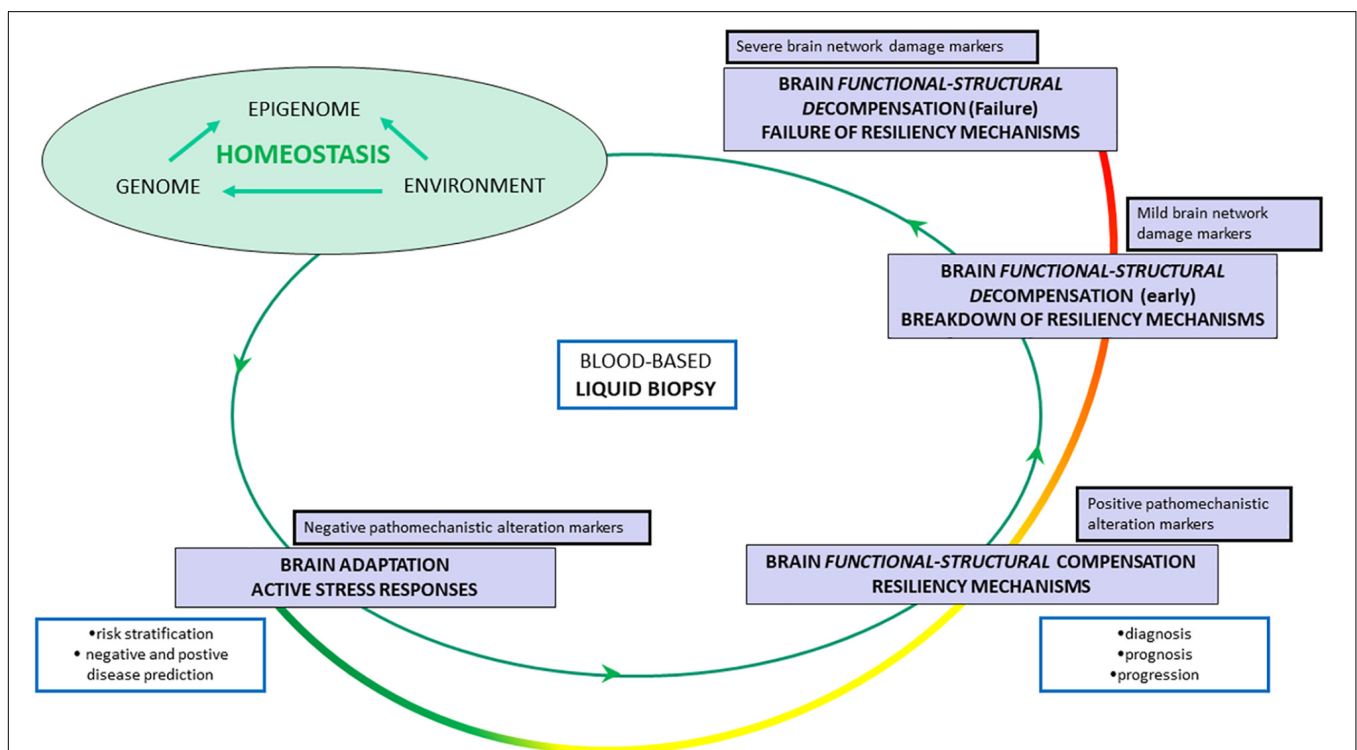 EPIGENOME
HOMEOSTASIS
GENOME
ENVIRONMENT
Severe brain network damage markers
BRAIN FUNCTIONAL-STRUCTURAL
DECOMPENSATION (Failure)
FAILURE OF RESILIENCY MECHANISMS
Mild brain network
damage markers
BRAIN FUNCTIONAL-STRUCTURAL
DECOMPENSATION (early)
BREAKDOWN OF RESILIENCY MECHANISMS
BLOOD-BASED
LIQUID BIOPSY
Negative pathomechanistic alteration markers
BRAIN ADAPTATION
ACTIVE STRESS RESPONSES
•risk stratification
• negative and postive
disease prediction
Positive pathomechanistic
alteration markers
BRAIN FUNCTIONAL-STRUCTURAL COMPENSATION
RESILIENCY MECHANISMS
•diagnosis
•prognosis
•progression